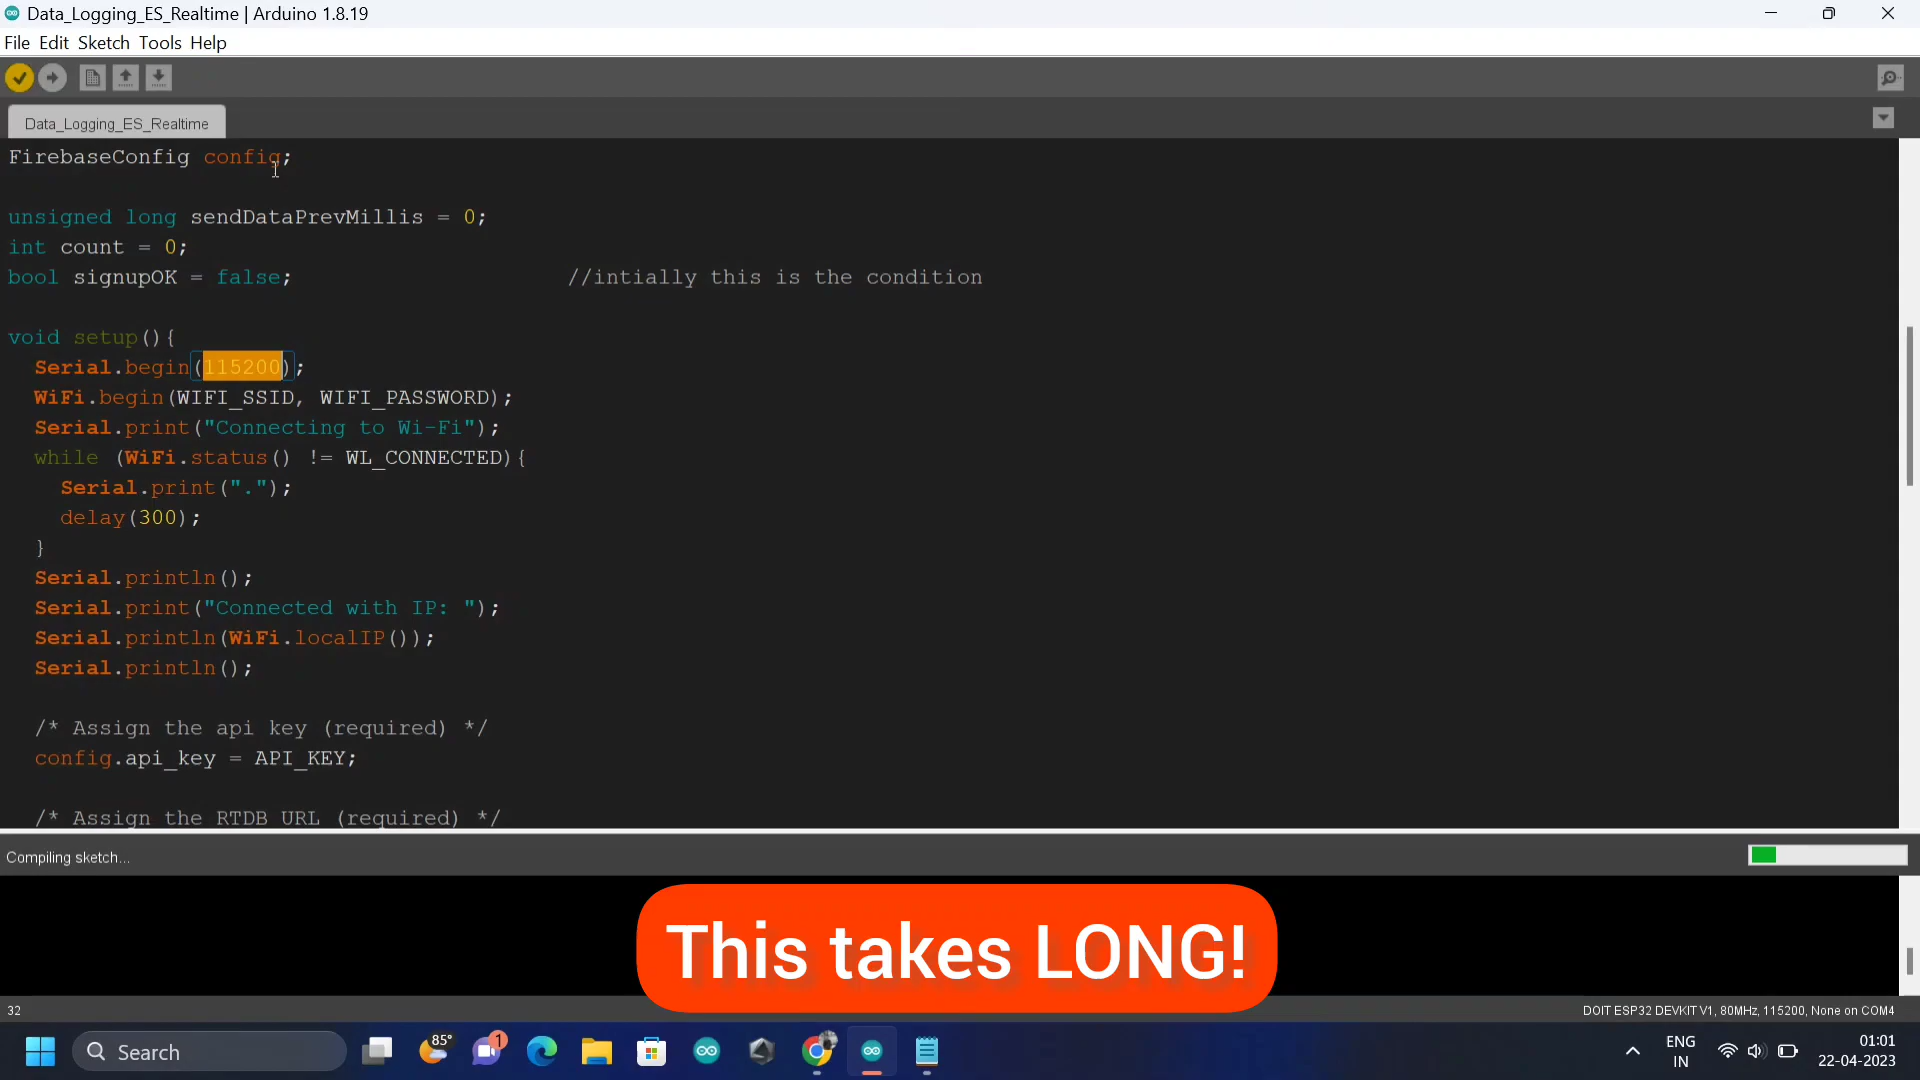 Data_Logging_ES_Realtime | Arduino 1.8.19
File Edit Sketch Tools Help
Data_Logging_ES_Realtime
FirebaseConfig config;
unsigned long sendDataPrevMillis = 0;
int count = 0;
bool signupOK = false; //intially this is the condition
void setup(){
Serial.begin(115200);
WiFi.begin(WIFI_SSID, WIFI_PASSWORD);
Serial.print("Connecting to Wi-Fi");
while (WiFi.status() != WL_CONNECTED){
Serial.print(".");
delay(300);
}
Serial.println();
Serial.print("Connected with IP: ");
Serial.println(WiFi.localIP());
Serial.println();
/* Assign the api key (required) */
config.api_key = API_KEY;
/* Assign the RTDB URL (required) */
Compiling sketch...
This takes LONG!
32
DOIT ESP32 DEVKIT V1, 80MHz, 115200, None on COM4
Search
85°
1
ENG
IN
01:01
22-04-2023